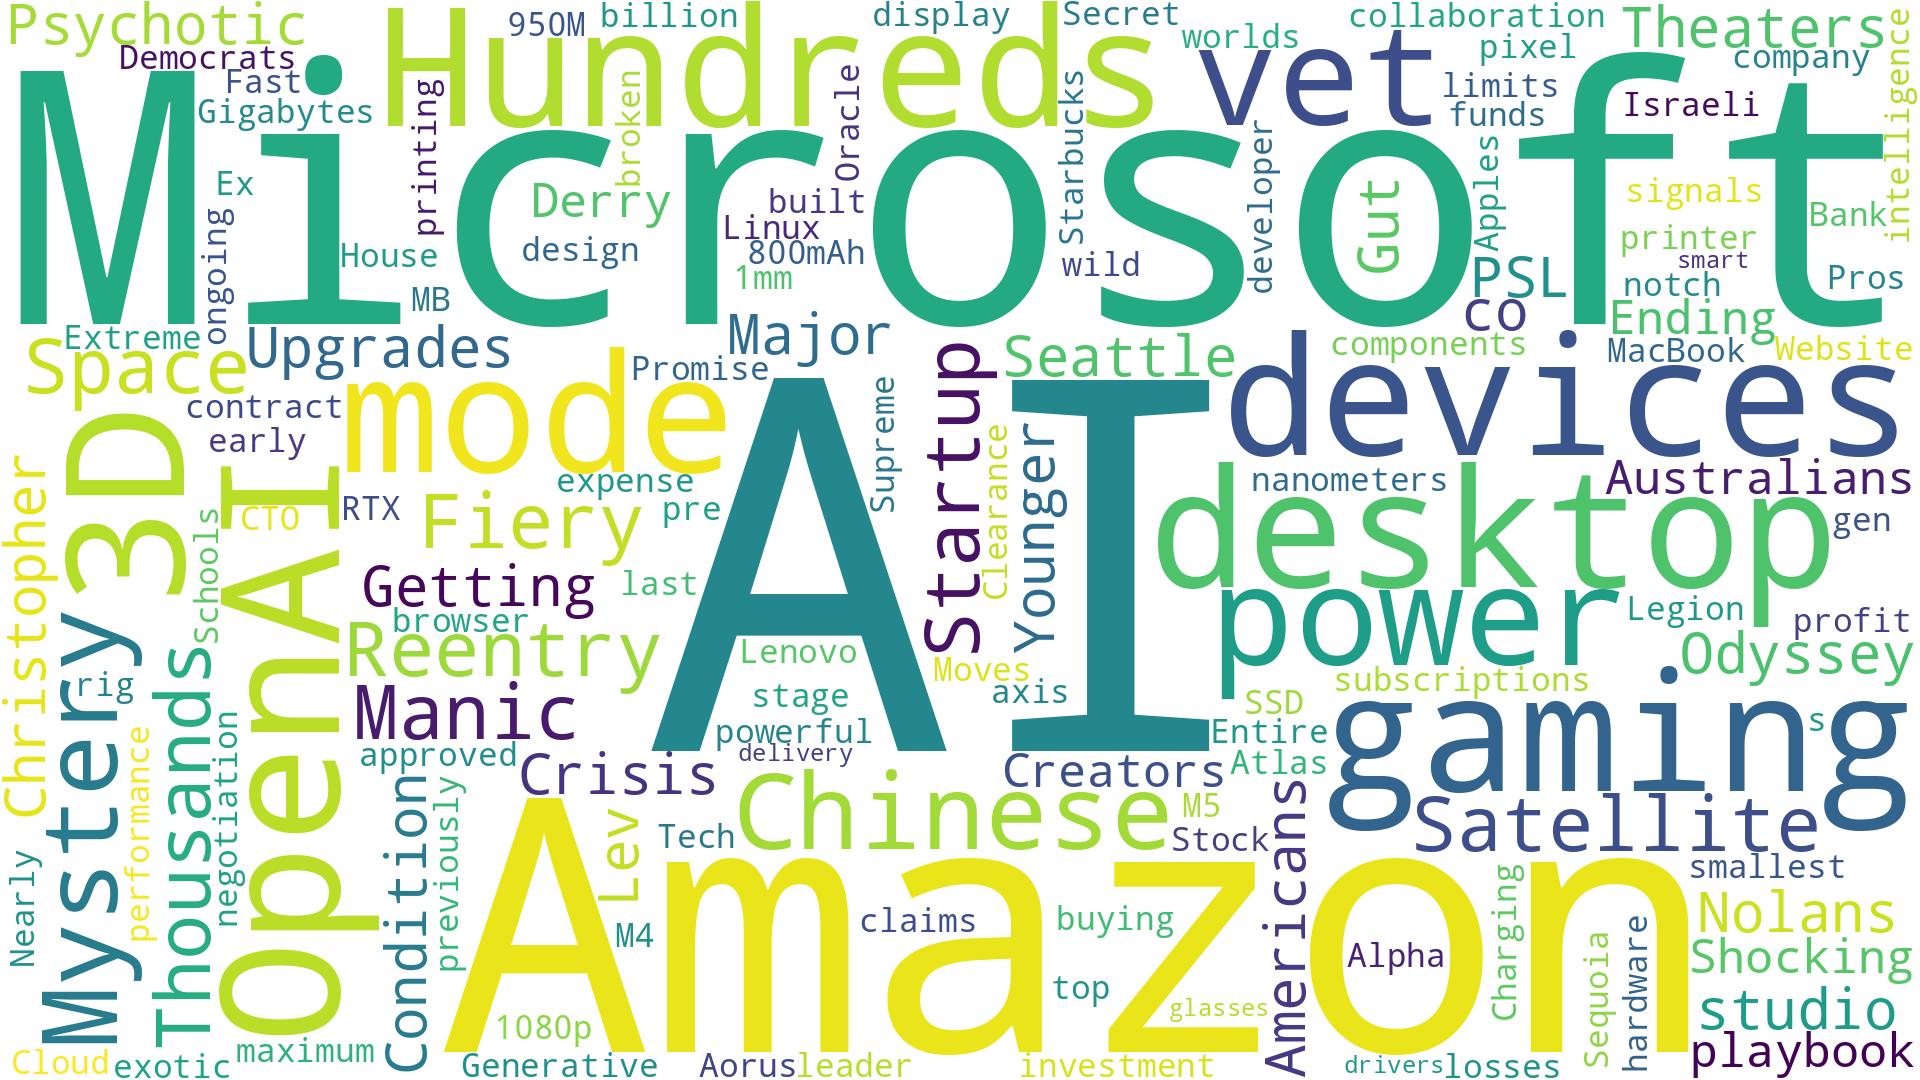 Psychotic
Democrats
Fast
Gigabytes
Hundreds
950M
billion
display
Secret
worlds
vet
collaboration
pixel
limits
funds
Theaters
company
Israeli
intelligence
Microsoft
printing
broken
Oracle
Starbucks
developer
Apples
Gut
signals
Bank
printer
smart
notch
Pros
Ex
ongoing
House
MB
Derry
design
built
Linux
800mAh
1mm
wild
PSL
co
Ending
MacBook
Website
Extreme
Space
Upgrades
Major
Promise
Seattle
components
devices
contract
early
mode
Supreme
Startup
Clearance
Younger
AI
nanometers
Australians
desktop
gen
Christopher
3D
Schools
OpenAI
CTO
RTX
expense
pre
Fiery
Getting
last
browser
Reentry
Lenovo
Moves
axis
stage
powerful
delivery
power
Legion
profit
Odyssey
subscriptions
SSD
Entire
Atlas
gaming
s
Mystery
rig
Thousands
performance
negotiation
Manic
approved
Crisis
Creators
Chinese
M5
Stock
Satellite
smallest
Nearly
Condition
previously
Lev
Tech
M4
claims
buying
Americans
Amazon
Alpha
Charging
Sequoia
hardware
Nolans
Shocking
studio
playbook
top
glasses
1080p
Cloud
exotic
maximum
Generative
Aorus
leader
investment
drivers
losses